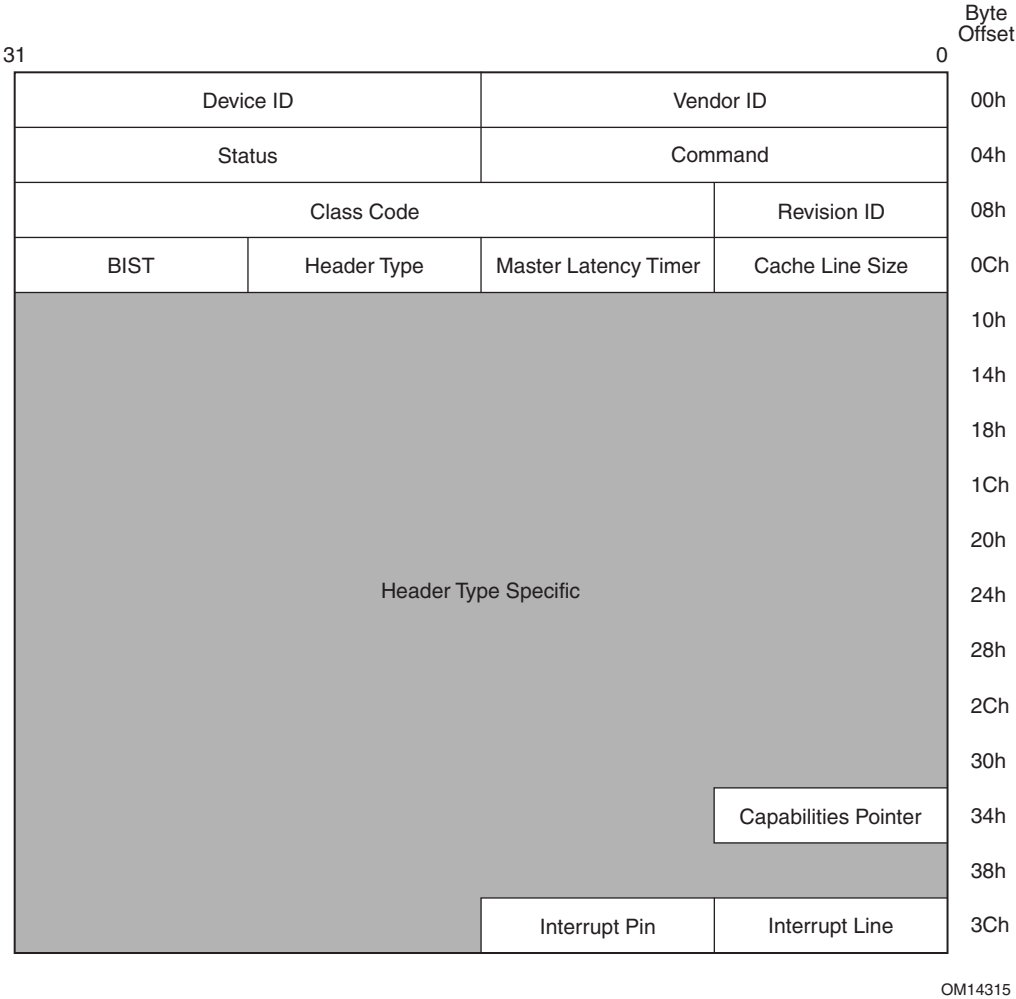 Byte
Offset
31
0
Device ID
Vendor ID
00h
Status
Command
04h
Class Code
Revision ID
08h
BIST
Header Type
Master Latency Timer
Cache Line Size
0Ch
10h
14h
18h
1Ch
20h
Header Type Specific
24h
28h
2Ch
30h
Capabilities Pointer
34h
38h
Interrupt Pin
Interrupt Line
3Ch
OM14315